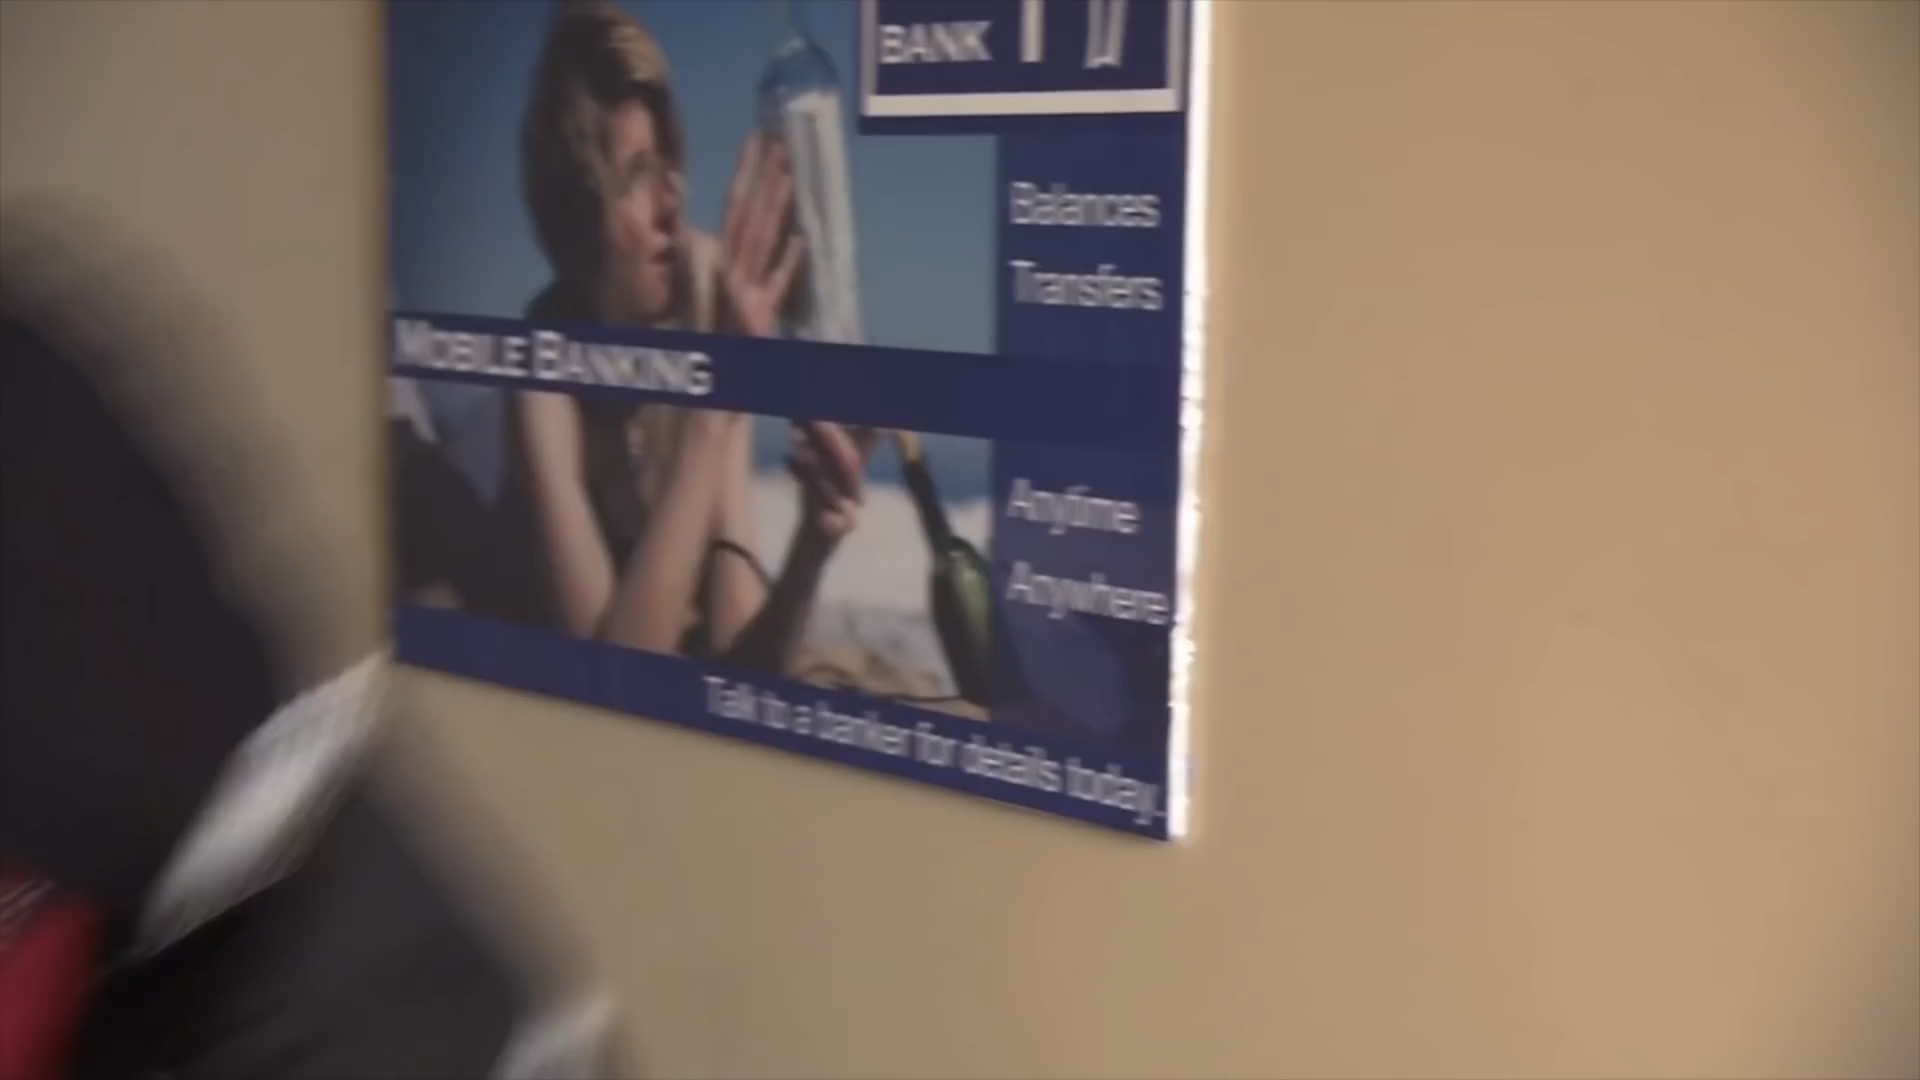 BANK
Balances
Transfers
MOBILE BANKING
Anytime
Anywhere
Talk to a banker for details today.